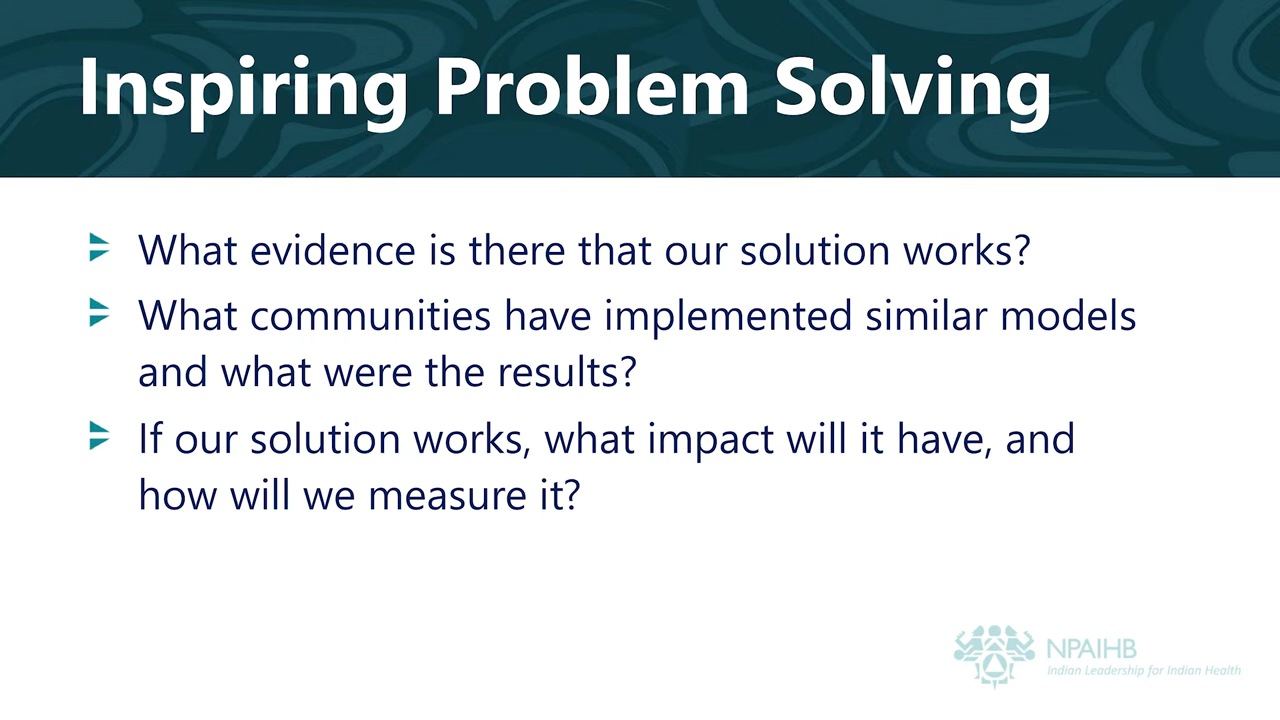 Inspiring Problem Solving
What evidence is there that our solution works?
What communities have implemented similar models
and what were the results?
If our solution works, what impact will it have, and
how will we measure it?
NPAIHB
Indian Leadership for Indian Health